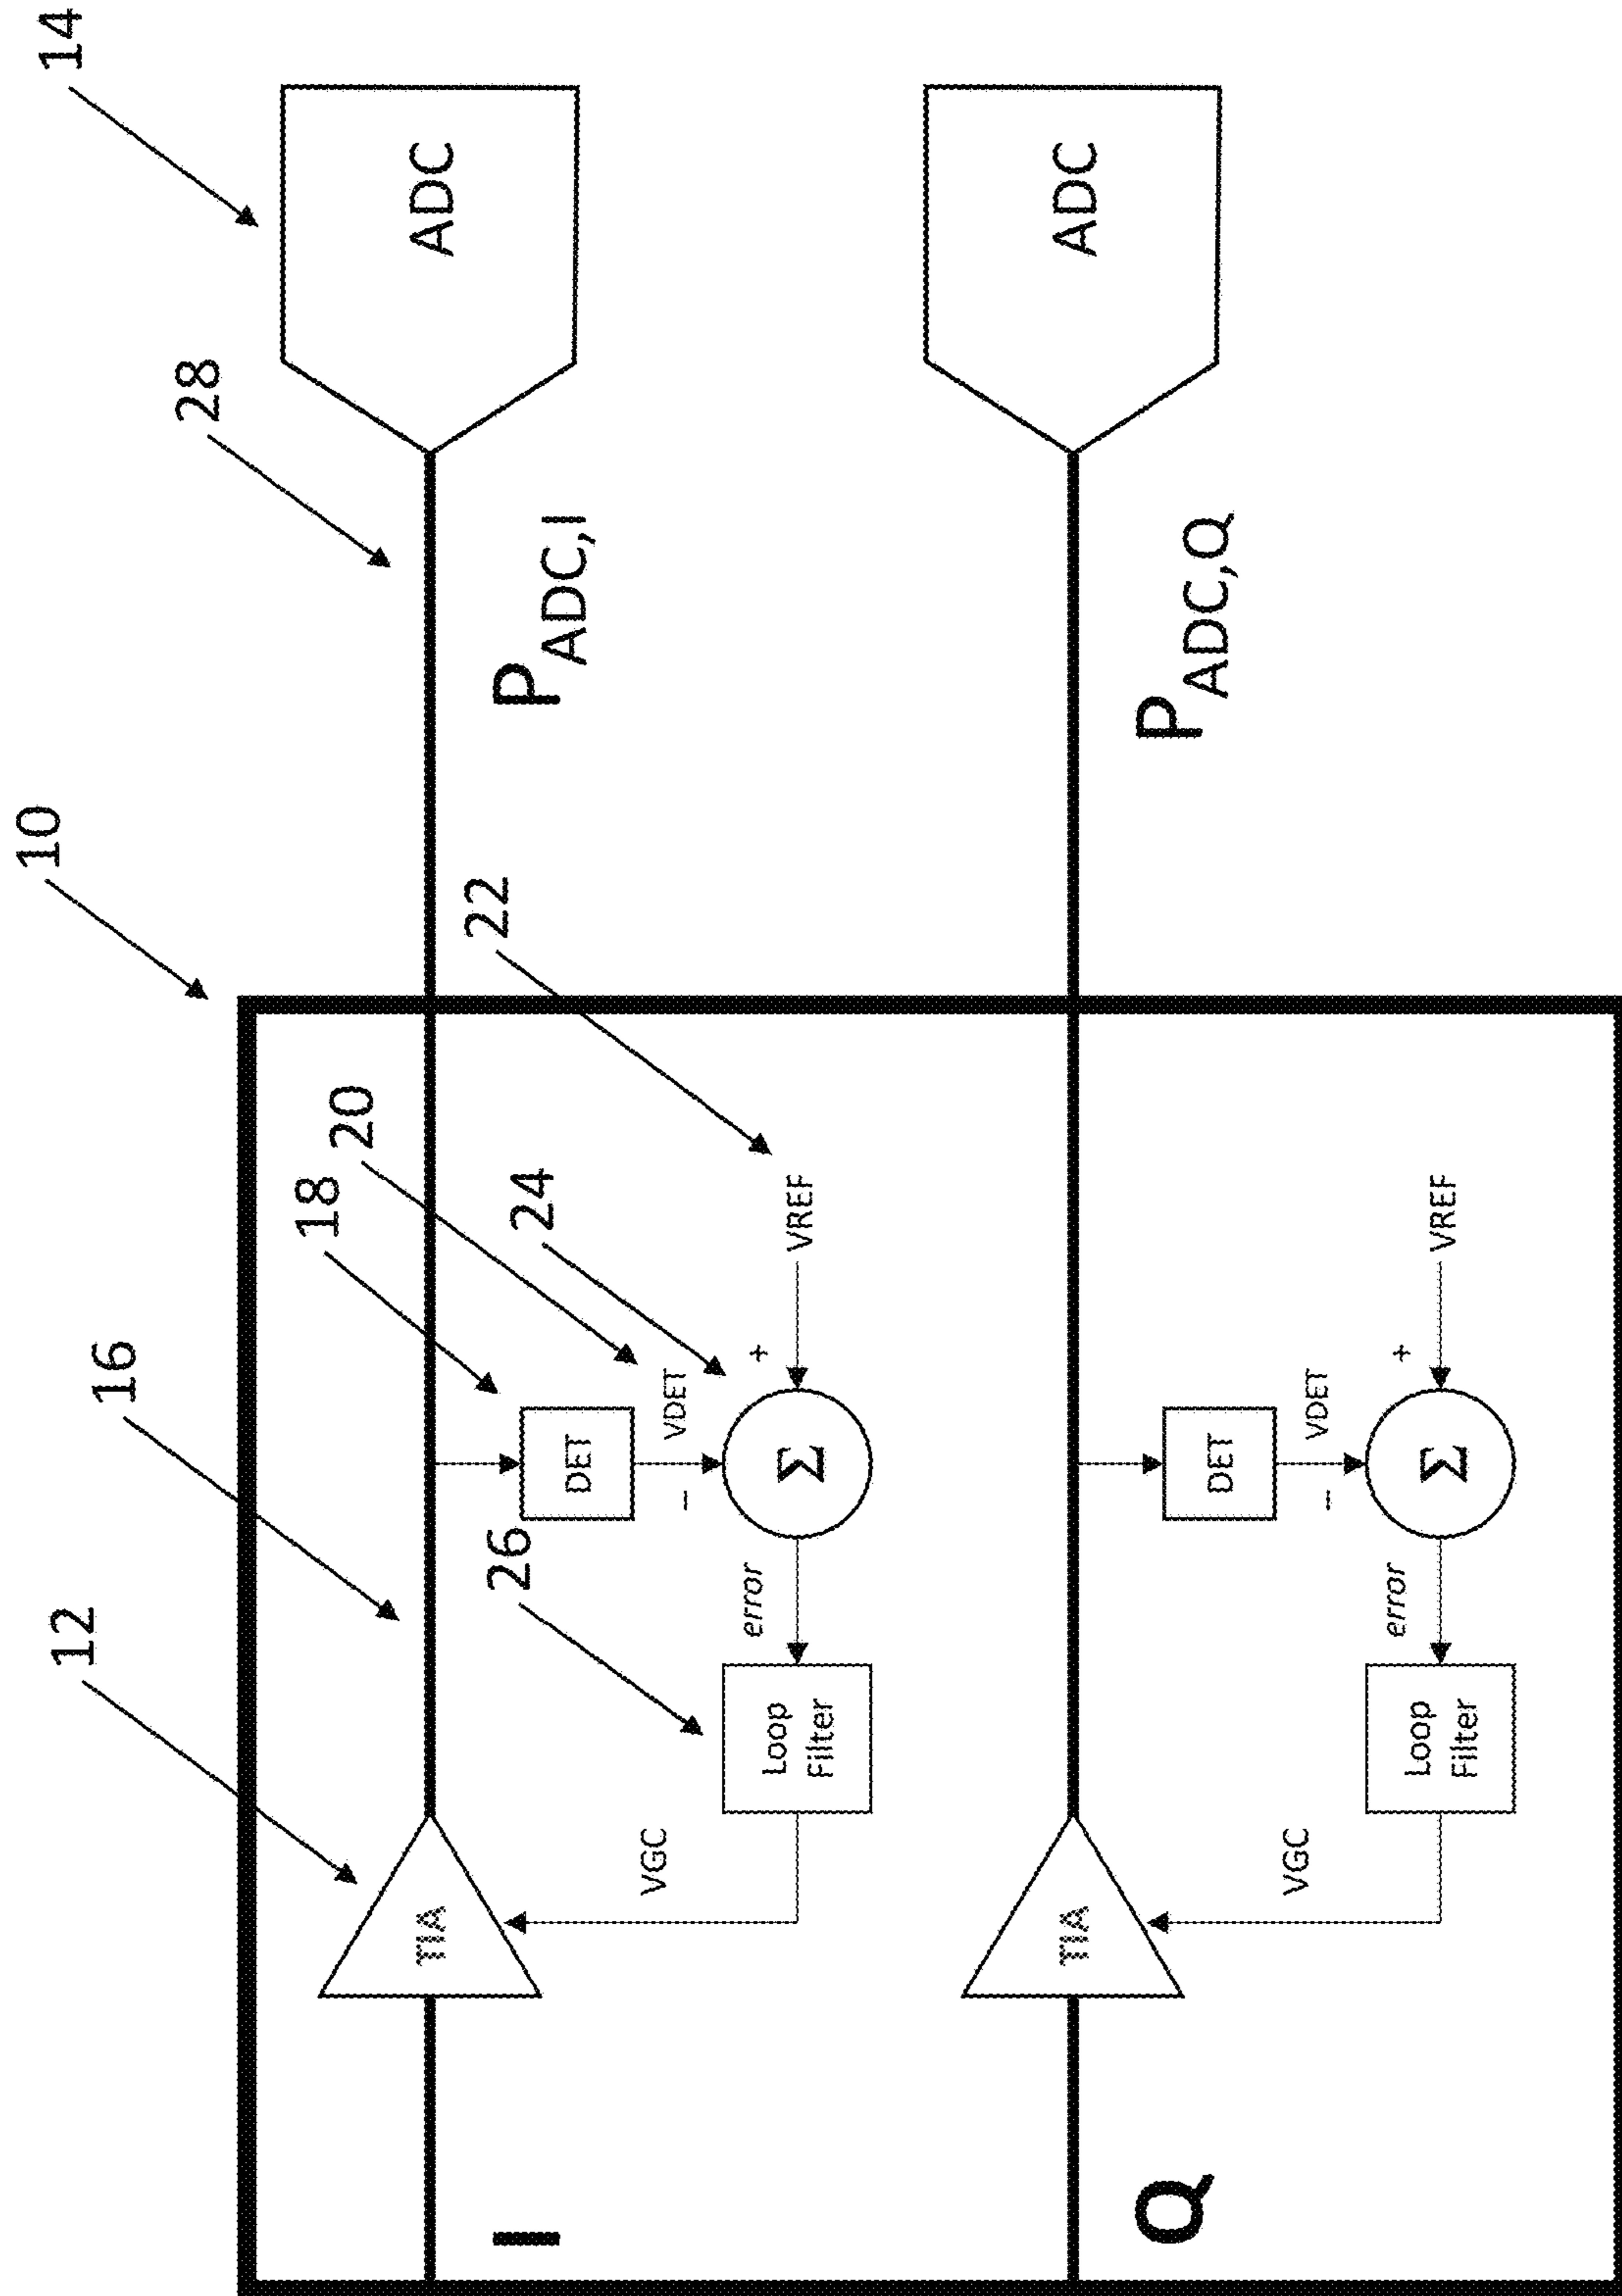 10
14
12
16
18
20
28
I
TIA
ADC
P_ADC,I
22
24
26
DET
VDET
−
+
VGC
Loop
Filter
error
Σ
VREF
Q
TIA
ADC
P_ADC,Q
DET
VDET
−
+
VGC
Loop
Filter
error
Σ
VREF